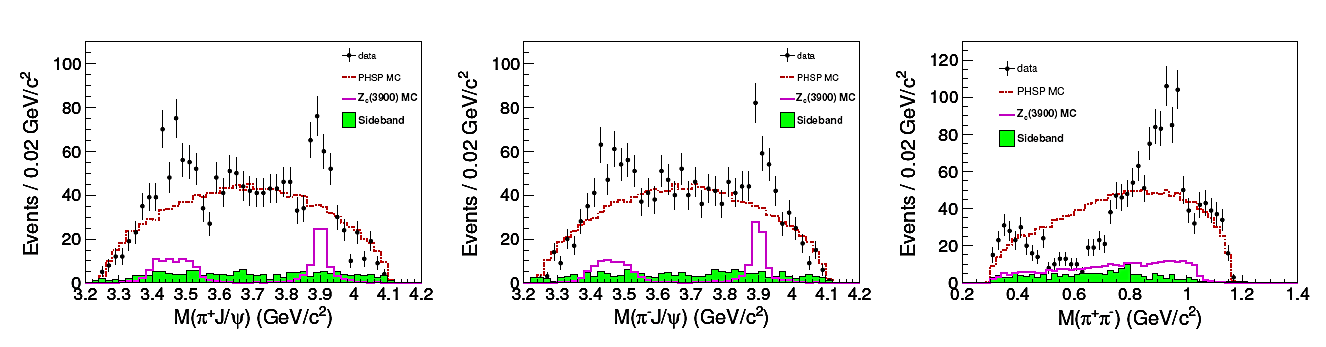 Events / 0.02 GeV/c²
100
80
60
40
20
0
3.2 3.3 3.4 3.5 3.6 3.7 3.8 3.9 4 4.1 4.2
M(π⁺J/ψ) (GeV/c²)
data
PHSP MC
Z_c(3900) MC
Sideband
Events / 0.02 GeV/c²
100
80
60
40
20
0
3.2 3.3 3.4 3.5 3.6 3.7 3.8 3.9 4 4.1 4.2
M(π⁻J/ψ) (GeV/c²)
data
PHSP MC
Z_c(3900) MC
Sideband
Events / 0.02 GeV/c²
120
100
80
60
40
20
0
0.2 0.4 0.6 0.8 1 1.2 1.4
M(π⁺π⁻) (GeV/c²)
data
PHSP MC
Z_c(3900) MC
Sideband